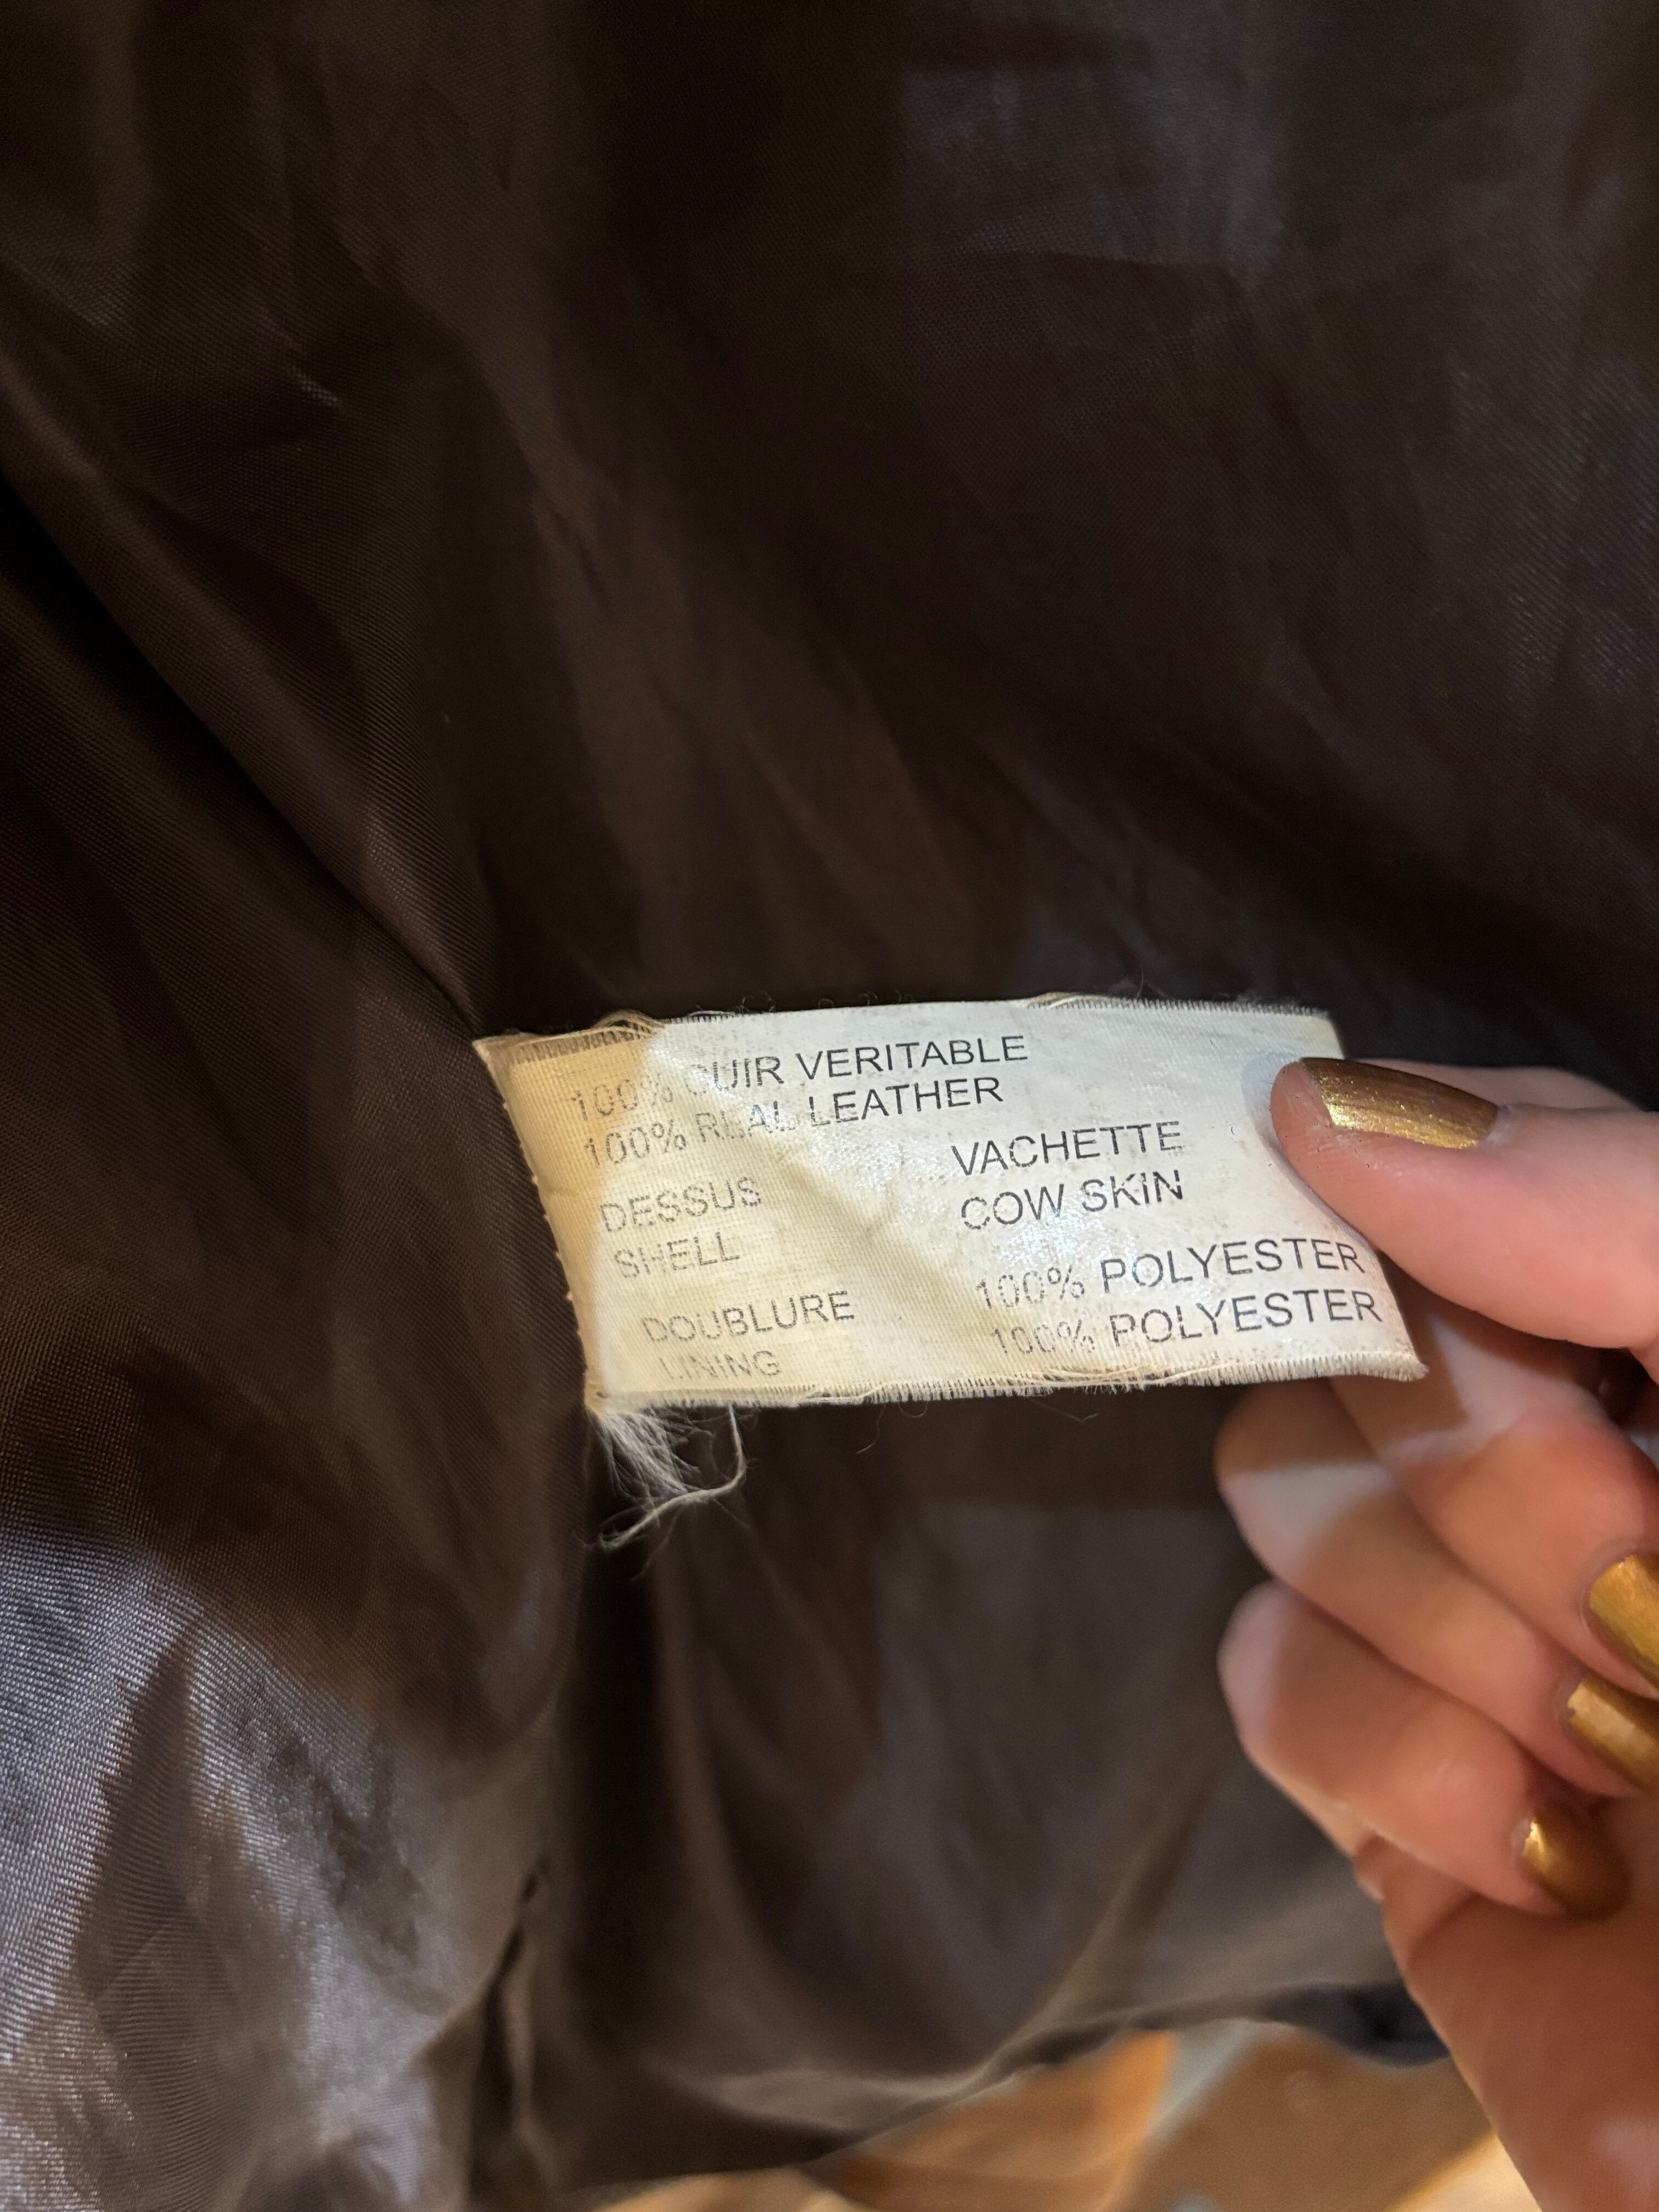 100% CUIR VERITABLE
100% REAL LEATHER
DESSUS VACHETTE
SHELL COW SKIN
DOUBLURE 100% POLYESTER
LINING 100% POLYESTER